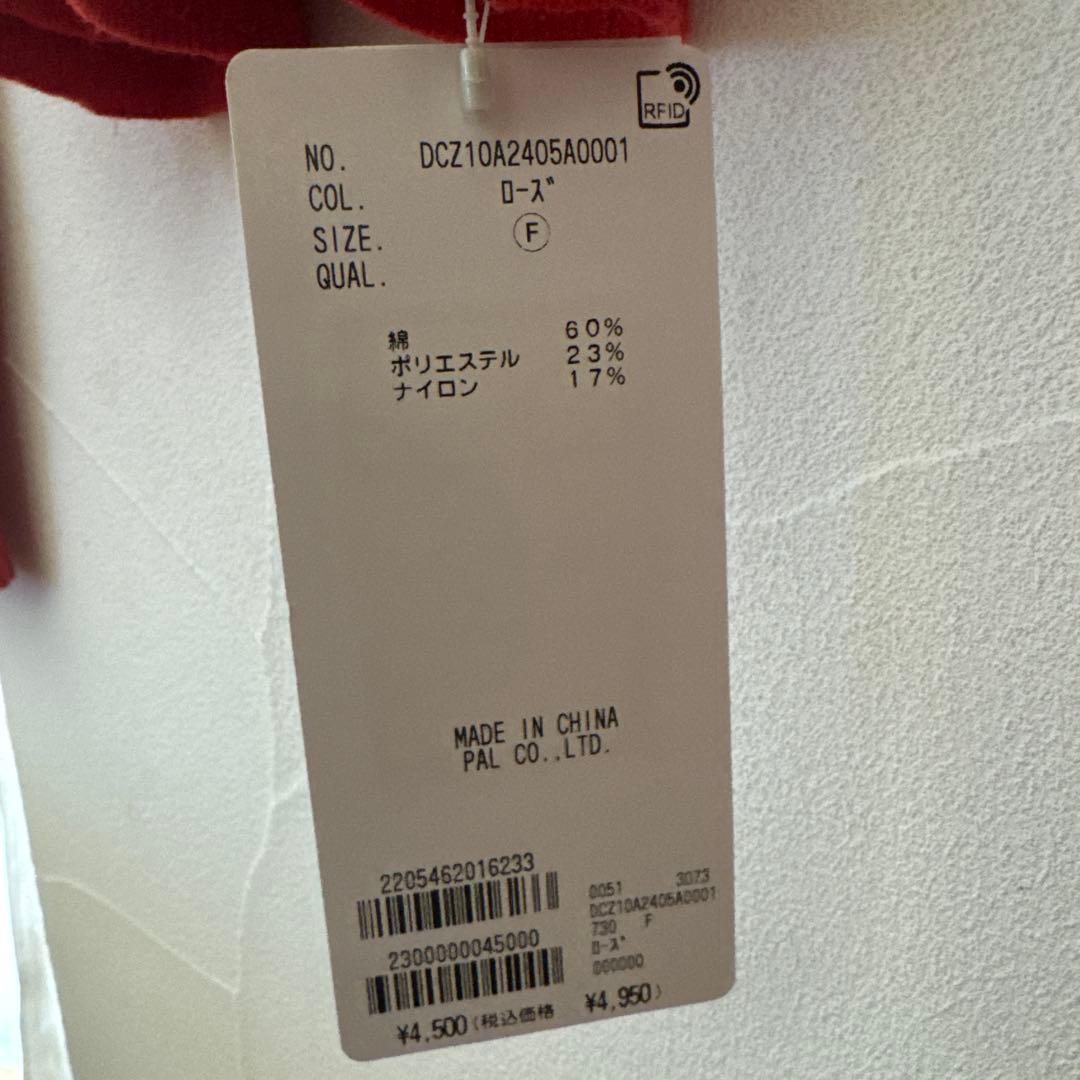 RFID
NO. DCZ10A2405A0001
COL. ローズ
SIZE. F
QUAL.
綿 60%
ポリエステル 23%
ナイロン 17%
MADE IN CHINA
PAL CO.,LTD.
2205462016233
2300000045000
0051 3073
DCZ10A2405A0001
730 F
ローズ
000000
¥4,500(税込価格 ¥4,950)